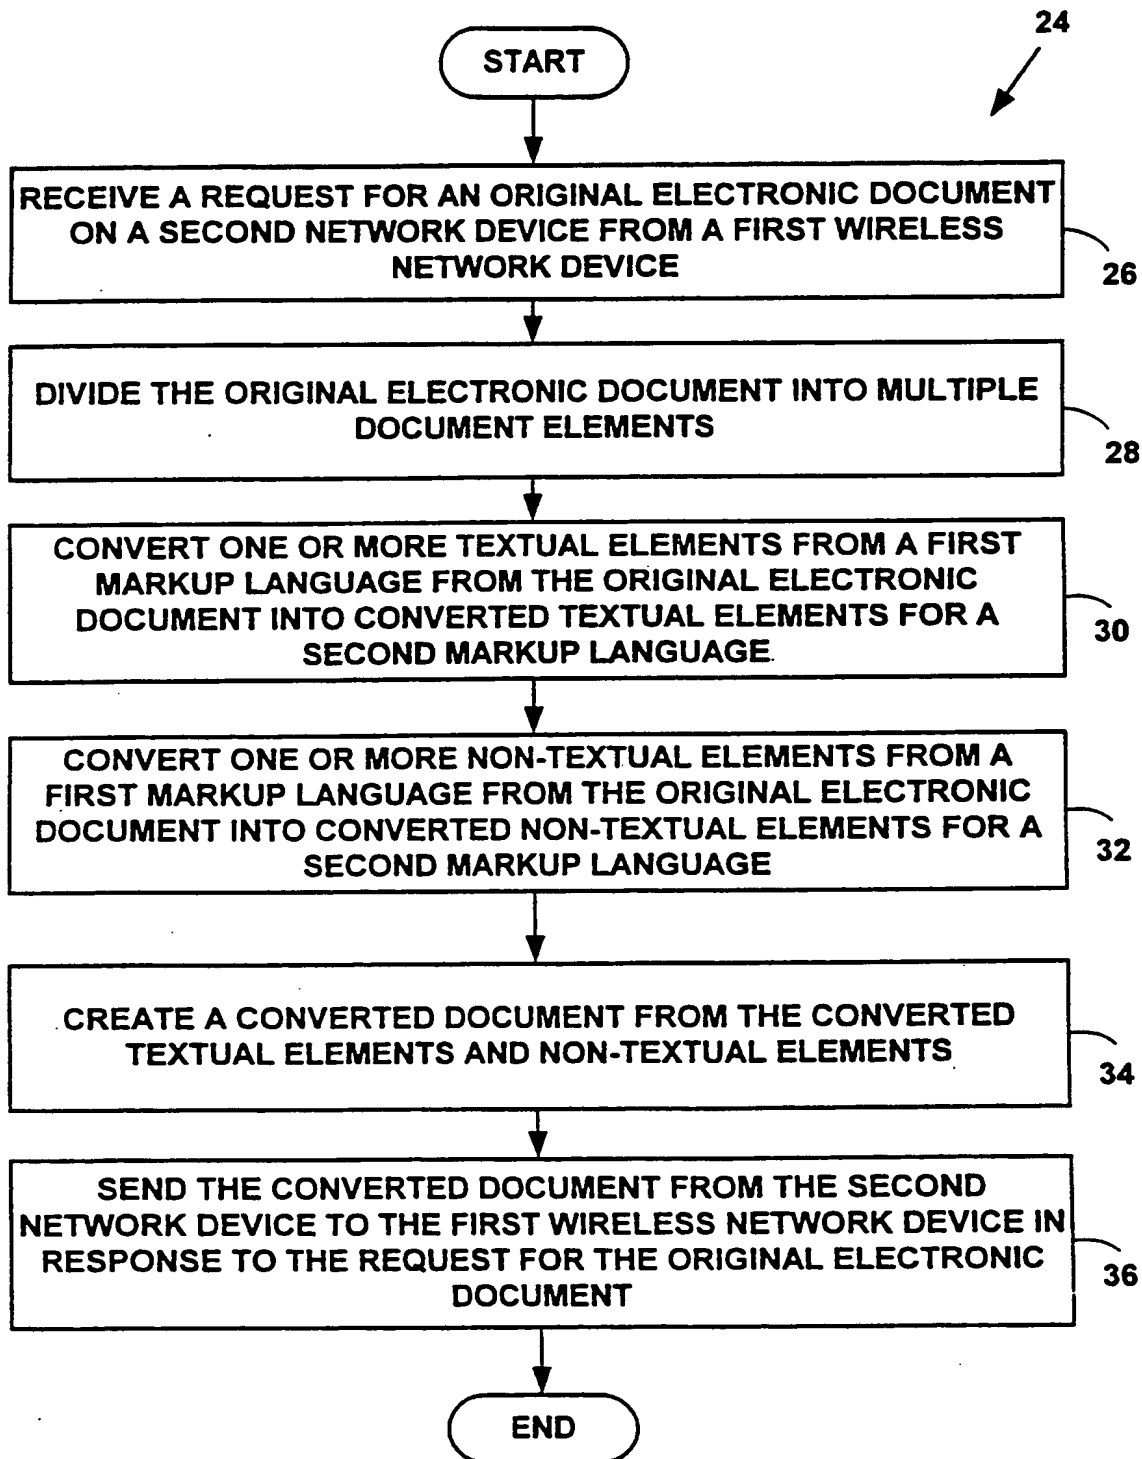 24
START
RECEIVE A REQUEST FOR AN ORIGINAL ELECTRONIC DOCUMENT
ON A SECOND NETWORK DEVICE FROM A FIRST WIRELESS
NETWORK DEVICE
26
DIVIDE THE ORIGINAL ELECTRONIC DOCUMENT INTO MULTIPLE
DOCUMENT ELEMENTS
28
CONVERT ONE OR MORE TEXTUAL ELEMENTS FROM A FIRST
MARKUP LANGUAGE FROM THE ORIGINAL ELECTRONIC
DOCUMENT INTO CONVERTED TEXTUAL ELEMENTS FOR A
SECOND MARKUP LANGUAGE
30
CONVERT ONE OR MORE NON-TEXTUAL ELEMENTS FROM A
FIRST MARKUP LANGUAGE FROM THE ORIGINAL ELECTRONIC
DOCUMENT INTO CONVERTED NON-TEXTUAL ELEMENTS FOR A
SECOND MARKUP LANGUAGE
32
CREATE A CONVERTED DOCUMENT FROM THE CONVERTED
TEXTUAL ELEMENTS AND NON-TEXTUAL ELEMENTS
34
SEND THE CONVERTED DOCUMENT FROM THE SECOND
NETWORK DEVICE TO THE FIRST WIRELESS NETWORK DEVICE IN
RESPONSE TO THE REQUEST FOR THE ORIGINAL ELECTRONIC
DOCUMENT
36
END